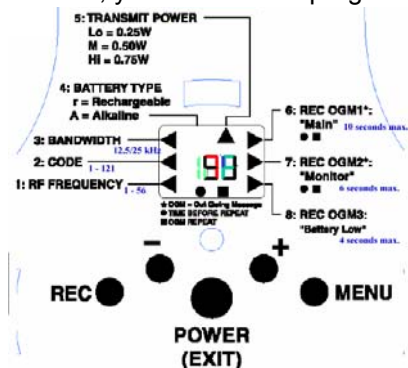 5: TRANSMIT POWER
Lo = 0.25W
M = 0.50W
Hi = 0.75W
4: BATTERY TYPE
r = Rechargeable
A = Alkaline
3: BANDWIDTH
12.5/25 kHz
2: CODE
1 - 121
1: RF FREQUENCY
1 - 56
198
6: REC OGM1*:
"Main"
10 seconds max.
7: REC OGM2*:
"Monitor"
6 seconds max.
8: REC OGM3:
"Battery Low"
4 seconds max.
☆ OGM = Out Going Message
● TIME BEFORE REPEAT
■ OGM REPEAT
−
+
REC
MENU
POWER
(EXIT)